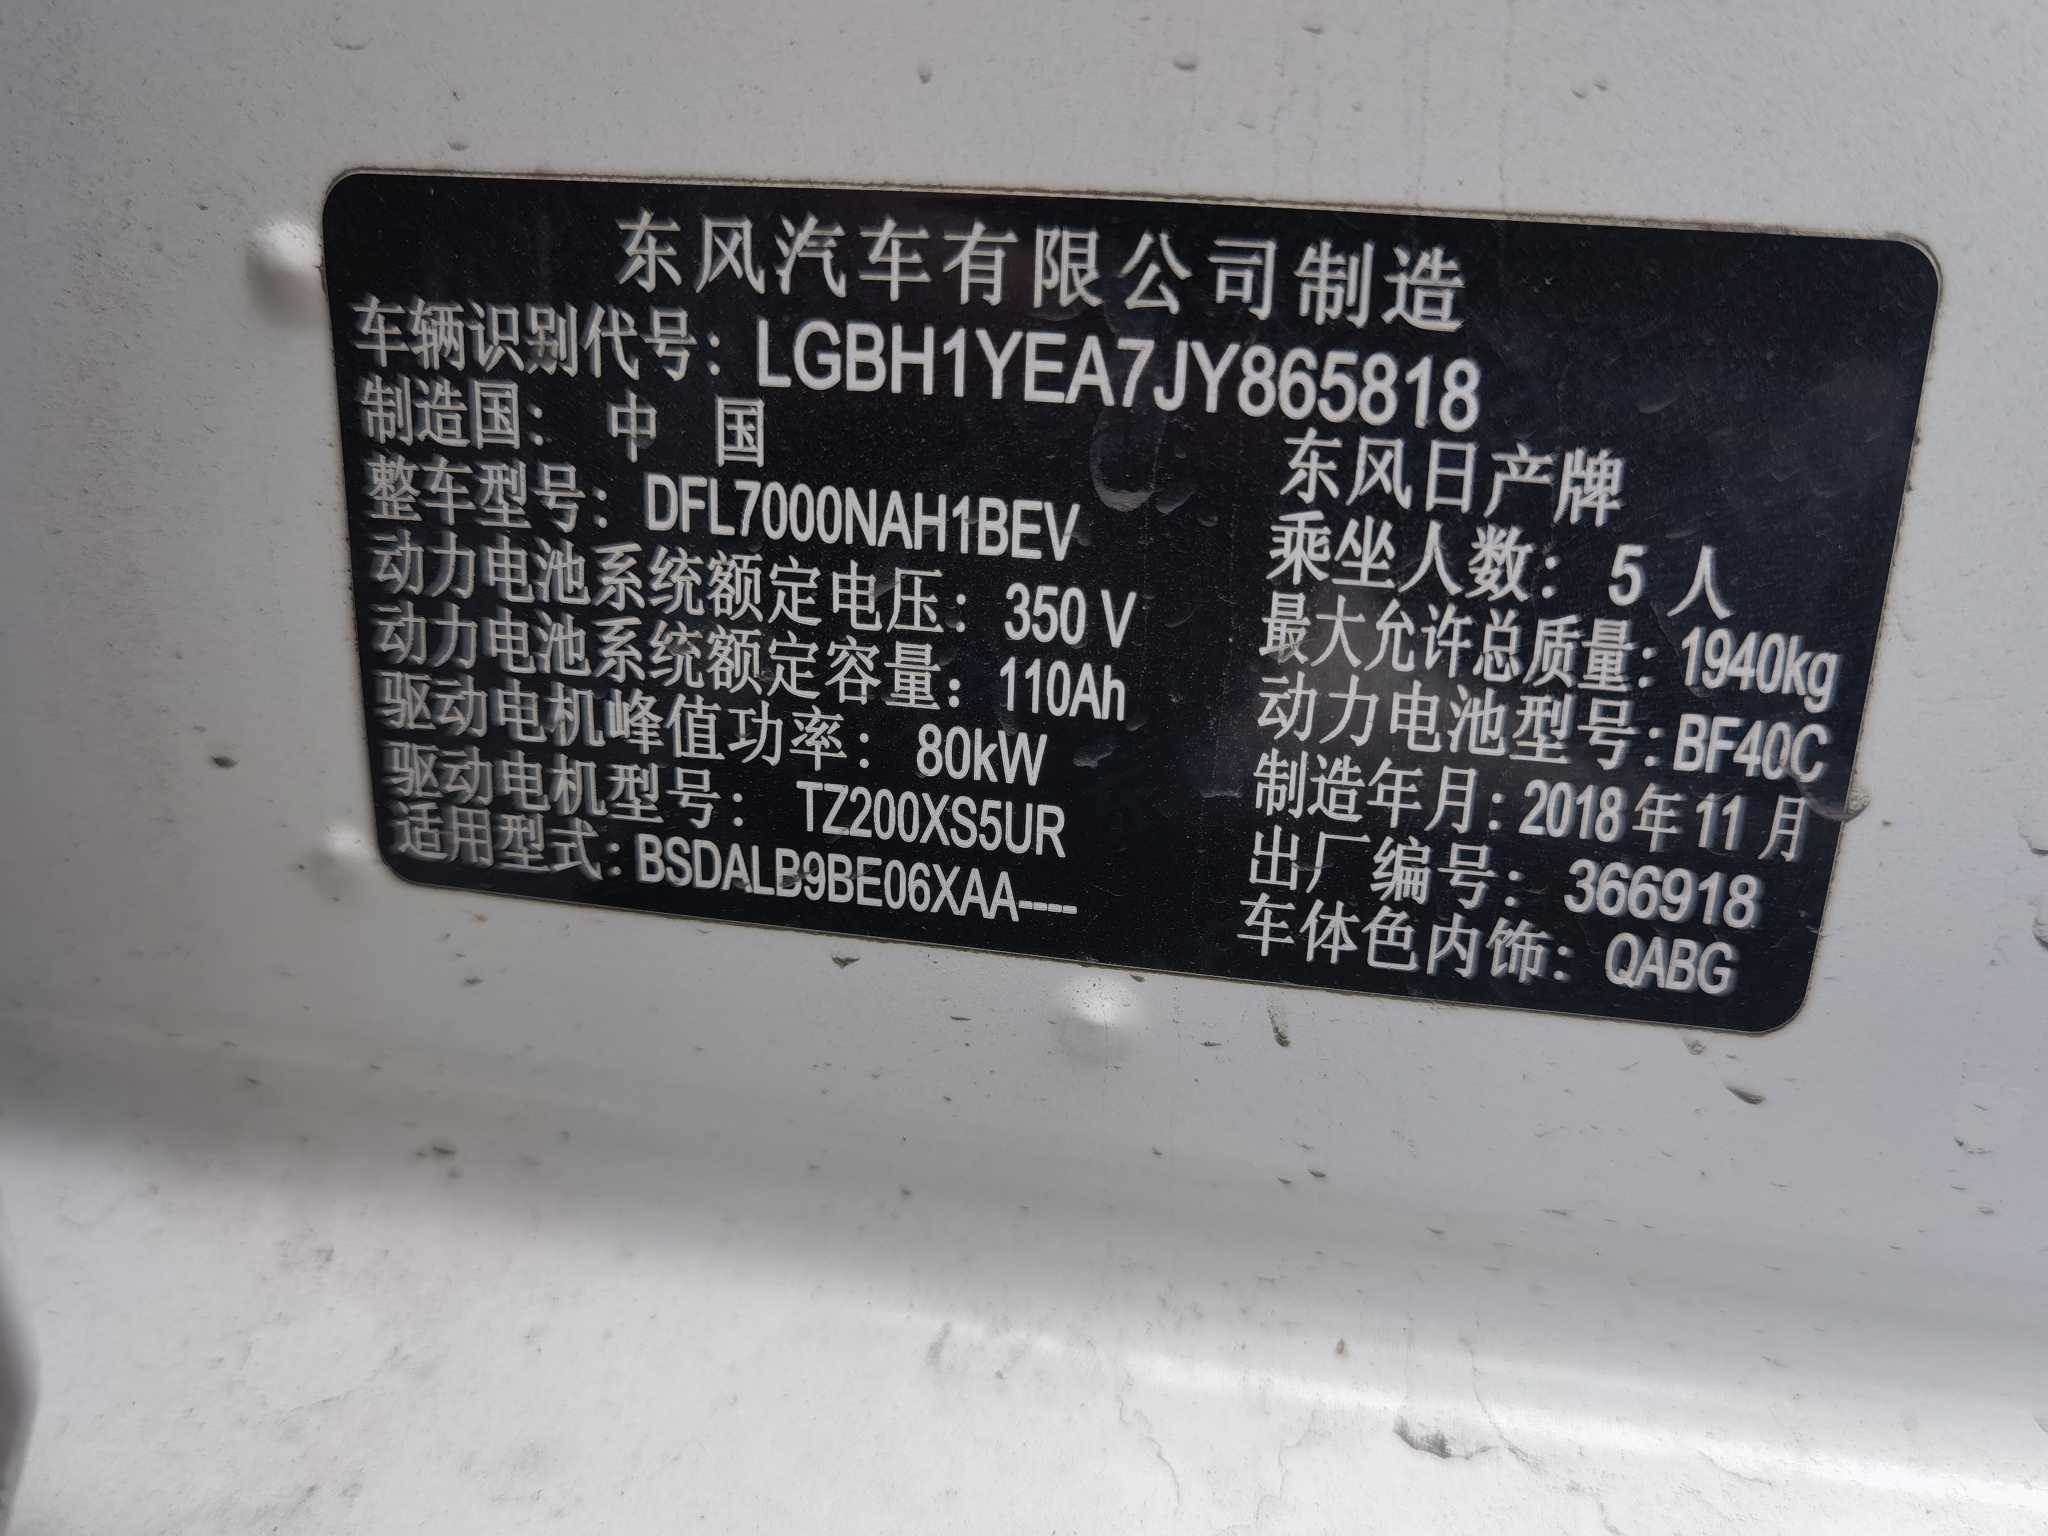 东风汽车有限公司制造
车辆识别代号：LGBH1YEA7JY865818
制造国：中 国 东风日产牌
整车型号：DFL7000NAH1BEV 乘坐人数：5 人
动力电池系统额定电压：350 V 最大允许总质量：1940kg
动力电池系统额定容量：110Ah 动力电池型号：BF40C
驱动电机峰值功率：80kW 制造年月：2018年11月
驱动电机型号：TZ200XS5UR 出厂编号：366918
适用型式：BSDALB9BE06XAA---- 车体色内饰：QABG